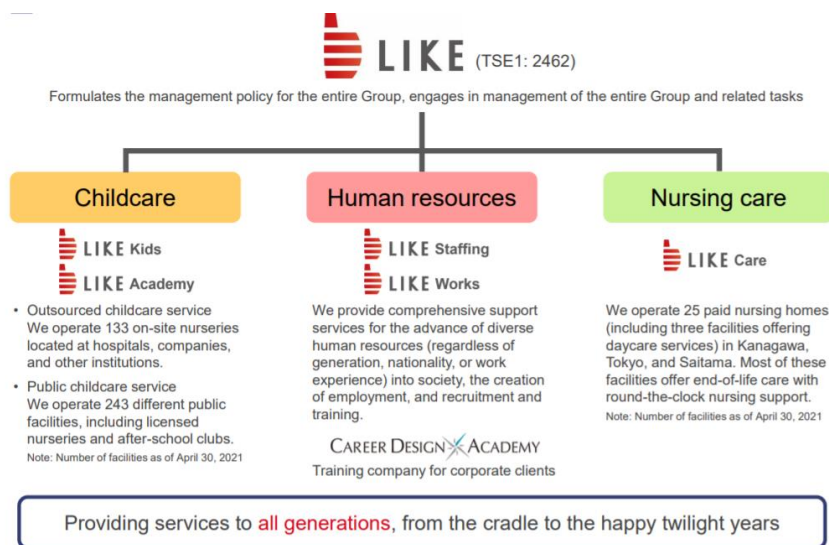 LIKE (TSE1: 2462)
Formulates the management policy for the entire Group, engages in management of the entire Group and related tasks
Childcare
LIKE Kids
LIKE Academy
• Outsourced childcare service
We operate 133 on-site nurseries
located at hospitals, companies,
and other institutions.
• Public childcare service
We operate 243 different public
facilities, including licensed
nurseries and after-school clubs.
Note: Number of facilities as of April 30, 2021
Human resources
LIKE Staffing
LIKE Works
We provide comprehensive support
services for the advance of diverse
human resources (regardless of
generation, nationality, or work
experience) into society, the creation
of employment, and recruitment and
training.
CAREER DESIGN ACADEMY
Training company for corporate clients
Nursing care
LIKE Care
We operate 25 paid nursing homes
(including three facilities offering
daycare services) in Kanagawa,
Tokyo, and Saitama. Most of these
facilities offer end-of-life care with
round-the-clock nursing support.
Note: Number of facilities as of April 30, 2021
Providing services to all generations, from the cradle to the happy twilight years